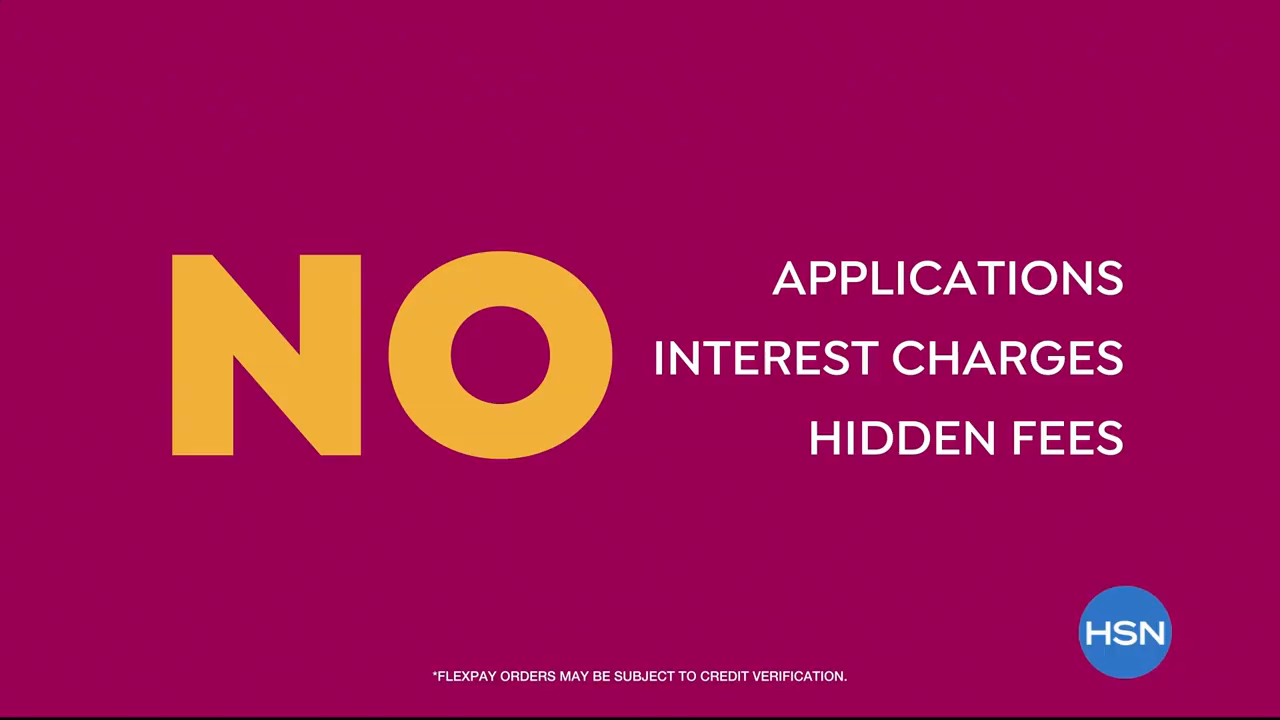 NO
APPLICATIONS
INTEREST CHARGES
HIDDEN FEES
HSN
*FLEXPAY ORDERS MAY BE SUBJECT TO CREDIT VERIFICATION.